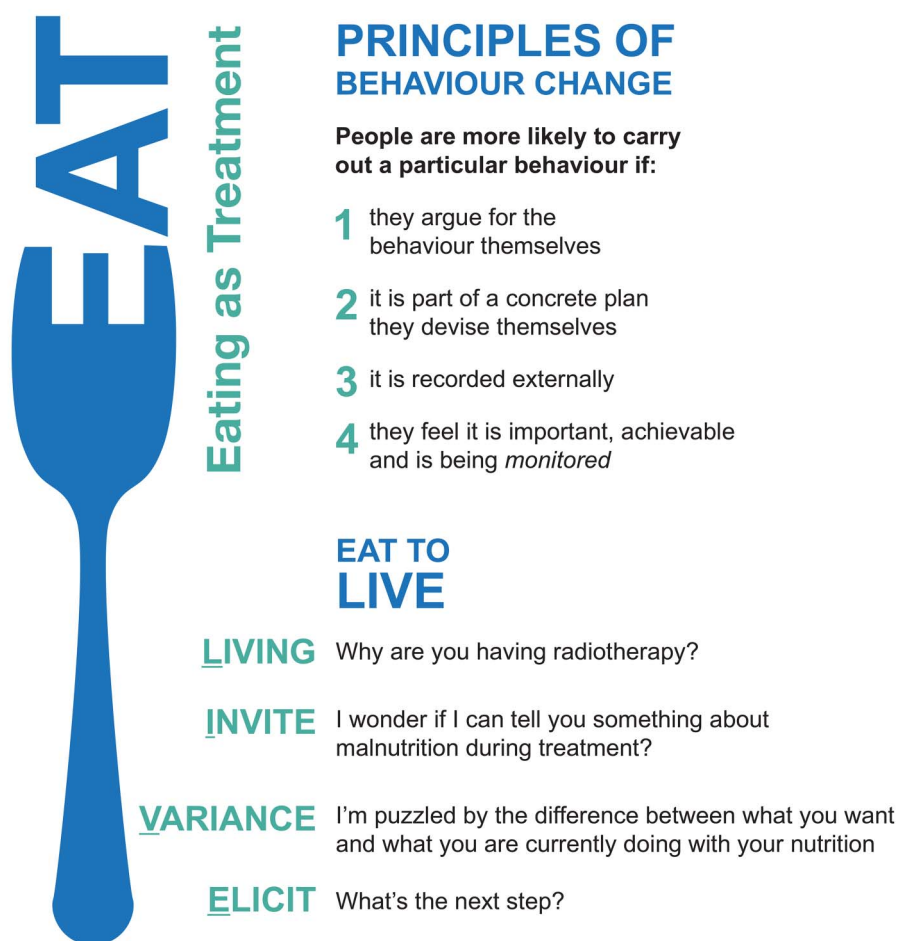 EAT
Eating as Treatment
PRINCIPLES OF
BEHAVIOUR CHANGE
People are more likely to carry
out a particular behaviour if:
1 they argue for the
behaviour themselves
2 it is part of a concrete plan
they devise themselves
3 it is recorded externally
4 they feel it is important, achievable
and is being monitored
EAT TO
LIVE
LIVING Why are you having radiotherapy?
INVITE I wonder if I can tell you something about
malnutrition during treatment?
VARIANCE I’m puzzled by the difference between what you want
and what you are currently doing with your nutrition
ELICIT What’s the next step?